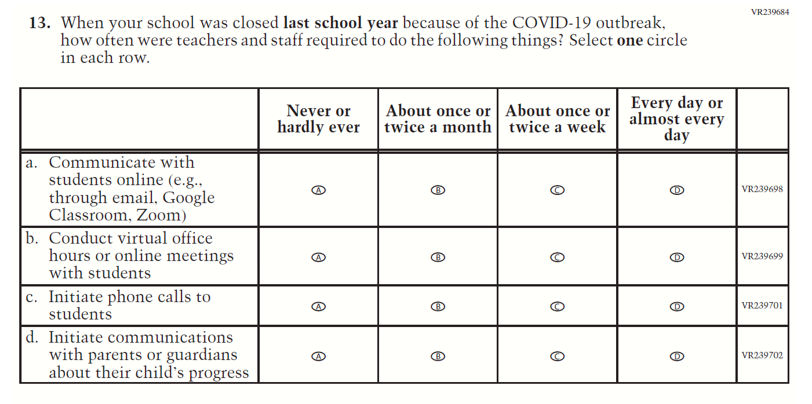 VR239684
13. When your school was closed last school year because of the COVID-19 outbreak,
how often were teachers and staff required to do the following things? Select one circle
in each row.
Never or
hardly ever
About once or
twice a month
About once or
twice a week
Every day or
almost every
day
a. Communicate with
students online (e.g.,
through email, Google
Classroom, Zoom)
A B C D VR239698
b. Conduct virtual office
hours or online meetings
with students
A B C D VR239699
c. Initiate phone calls to
students
A B C D VR239701
d. Initiate communications
with parents or guardians
about their child's progress
A B C D VR239702